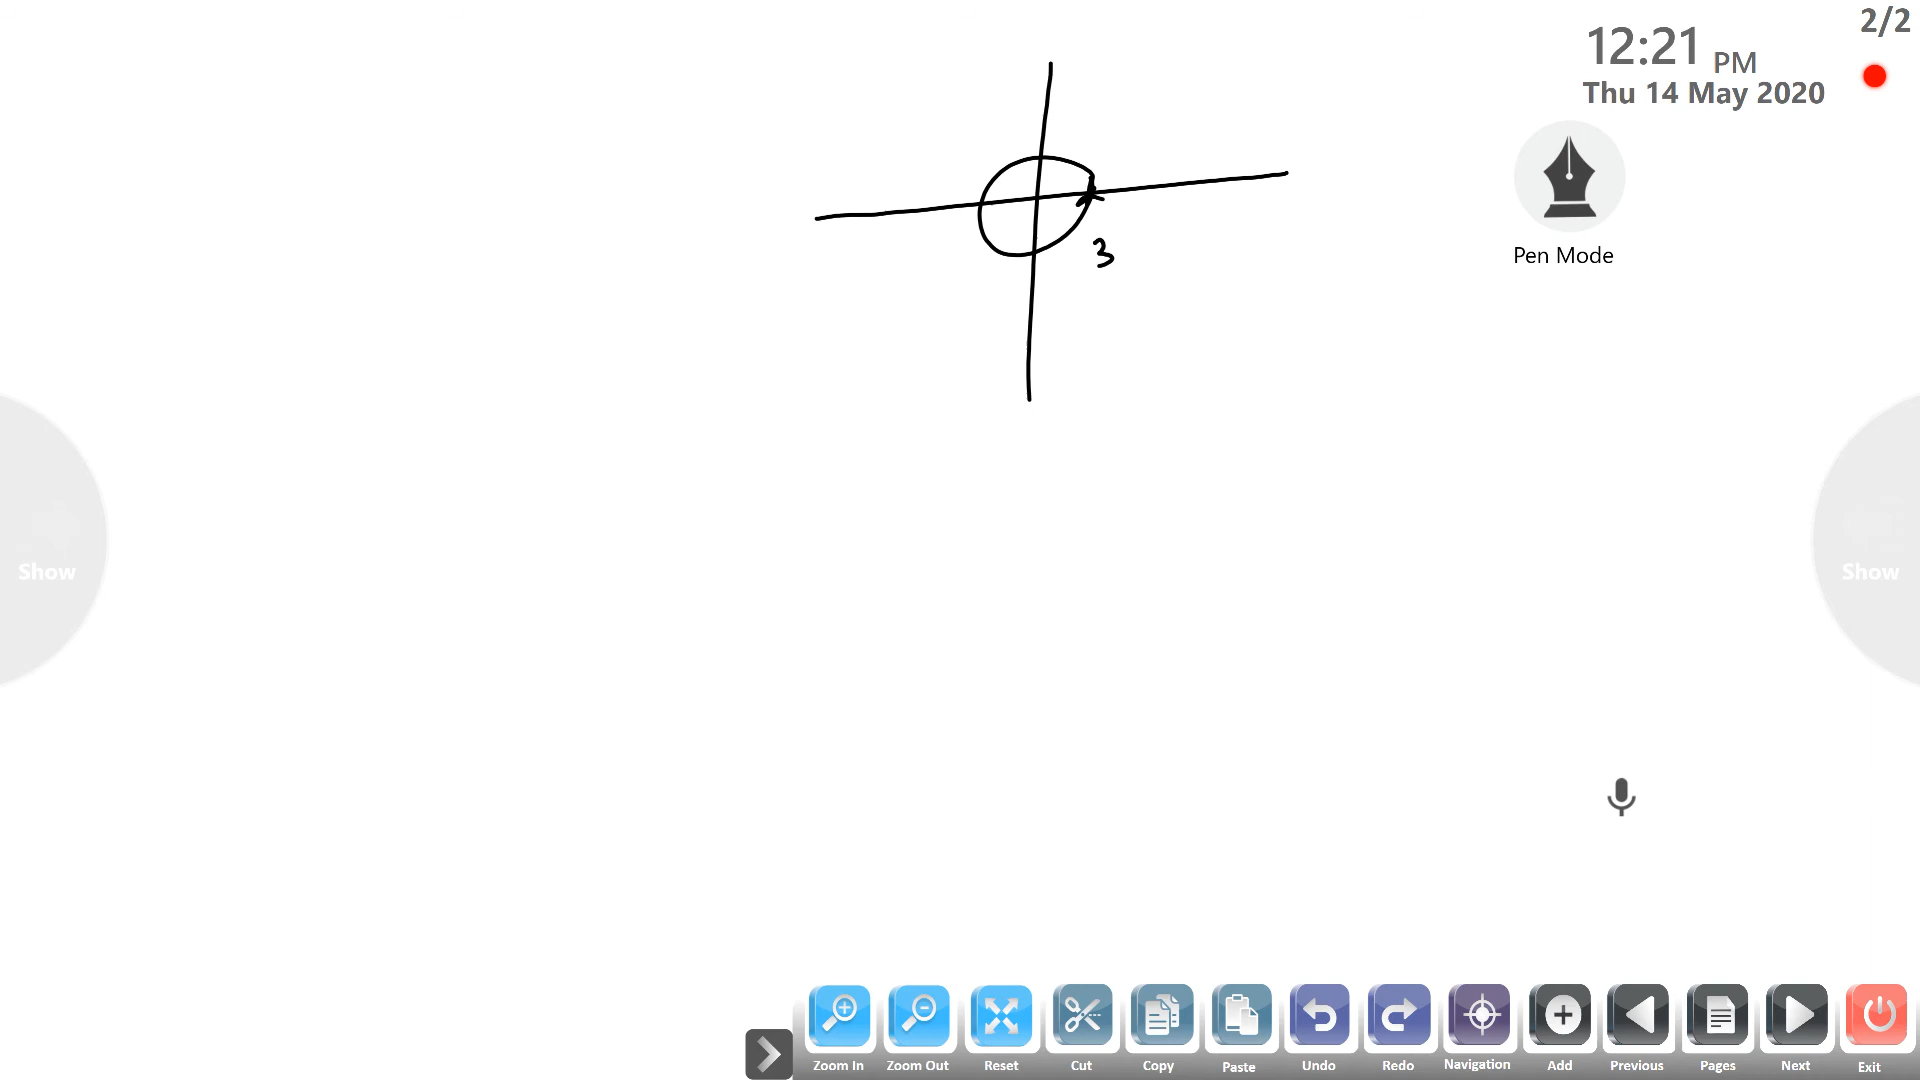 2/2
12:21 PM
Thu 14 May 2020
Pen Mode
3
Show
Show
Zoom In
Zoom Out
Reset
Cut
Copy
Paste
Undo
Redo
Navigation
Add
Previous
Pages
Next
Exit